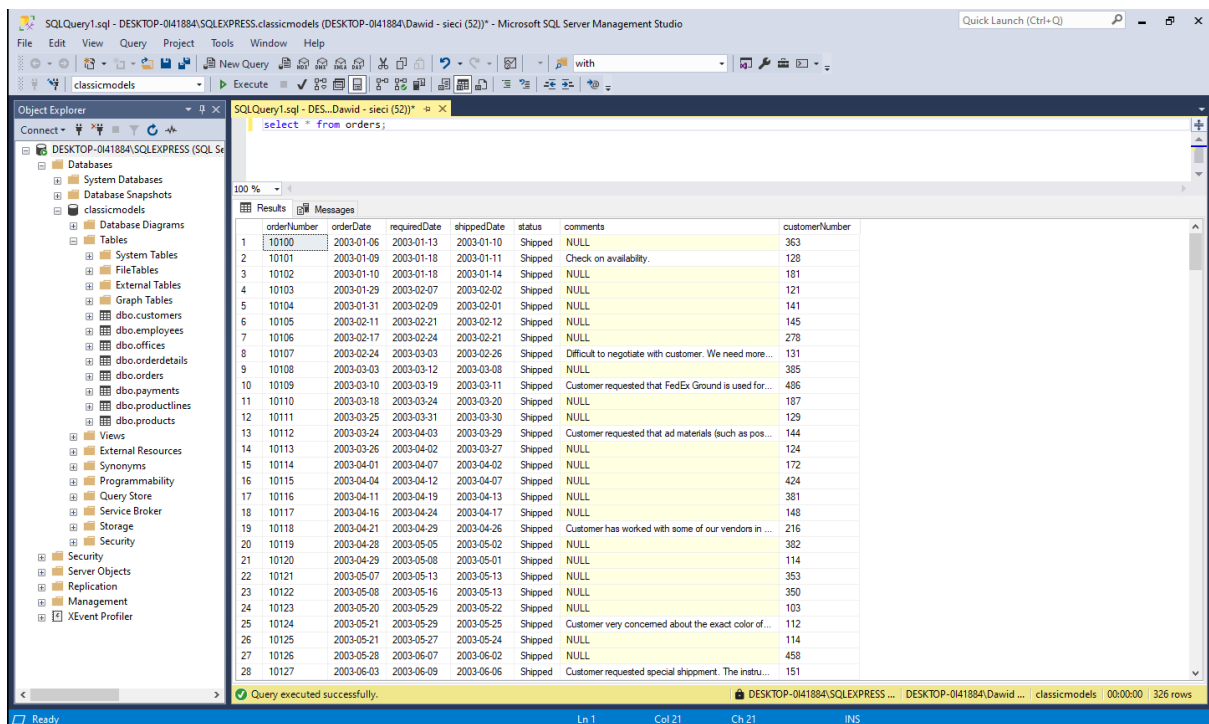 SQLQuery1.sql - DESKTOP-0I41884\SQLEXPRESS.classicmodels (DESKTOP-0I41884\Dawid - sieci (52))* - Microsoft SQL Server Management Studio
Quick Launch (Ctrl+Q)
File Edit View Query Project Tools Window Help
New Query MDX DMX XMLA DAX with
classicmodels Execute
Object Explorer
Connect
DESKTOP-0I41884\SQLEXPRESS (SQL Se
Databases
System Databases
Database Snapshots
classicmodels
Database Diagrams
Tables
System Tables
FileTables
External Tables
Graph Tables
dbo.customers
dbo.employees
dbo.offices
dbo.orderdetails
dbo.orders
dbo.payments
dbo.productlines
dbo.products
Views
External Resources
Synonyms
Programmability
Query Store
Service Broker
Storage
Security
Security
Server Objects
Replication
Management
XEvent Profiler
SQLQuery1.sql - DES...Dawid - sieci (52))*
select * from orders;
100 %
Results Messages
orderNumber orderDate requiredDate shippedDate status comments customerNumber
1 10100 2003-01-06 2003-01-13 2003-01-10 Shipped NULL 363
2 10101 2003-01-09 2003-01-18 2003-01-11 Shipped Check on availability. 128
3 10102 2003-01-10 2003-01-18 2003-01-14 Shipped NULL 181
4 10103 2003-01-29 2003-02-07 2003-02-02 Shipped NULL 121
5 10104 2003-01-31 2003-02-09 2003-02-01 Shipped NULL 141
6 10105 2003-02-11 2003-02-21 2003-02-12 Shipped NULL 145
7 10106 2003-02-17 2003-02-24 2003-02-21 Shipped NULL 278
8 10107 2003-02-24 2003-03-03 2003-02-26 Shipped Difficult to negotiate with customer. We need more... 131
9 10108 2003-03-03 2003-03-12 2003-03-08 Shipped NULL 385
10 10109 2003-03-10 2003-03-19 2003-03-11 Shipped Customer requested that FedEx Ground is used for... 486
11 10110 2003-03-18 2003-03-24 2003-03-20 Shipped NULL 187
12 10111 2003-03-25 2003-03-31 2003-03-30 Shipped NULL 129
13 10112 2003-03-24 2003-04-03 2003-03-29 Shipped Customer requested that ad materials (such as pos... 144
14 10113 2003-03-26 2003-04-02 2003-03-27 Shipped NULL 124
15 10114 2003-04-01 2003-04-07 2003-04-02 Shipped NULL 172
16 10115 2003-04-04 2003-04-12 2003-04-07 Shipped NULL 424
17 10116 2003-04-11 2003-04-19 2003-04-13 Shipped NULL 381
18 10117 2003-04-16 2003-04-24 2003-04-17 Shipped NULL 148
19 10118 2003-04-21 2003-04-29 2003-04-26 Shipped Customer has worked with some of our vendors in ... 216
20 10119 2003-04-28 2003-05-05 2003-05-02 Shipped NULL 382
21 10120 2003-04-29 2003-05-08 2003-05-01 Shipped NULL 114
22 10121 2003-05-07 2003-05-13 2003-05-13 Shipped NULL 353
23 10122 2003-05-08 2003-05-16 2003-05-13 Shipped NULL 350
24 10123 2003-05-20 2003-05-29 2003-05-22 Shipped NULL 103
25 10124 2003-05-21 2003-05-29 2003-05-25 Shipped Customer very concerned about the exact color of... 112
26 10125 2003-05-21 2003-05-27 2003-05-24 Shipped NULL 114
27 10126 2003-05-28 2003-06-07 2003-06-02 Shipped NULL 458
28 10127 2003-06-03 2003-06-09 2003-06-06 Shipped Customer requested special shippment. The instru... 151
Query executed successfully. DESKTOP-0I41884\SQLEXPRESS ... DESKTOP-0I41884\Dawid ... classicmodels 00:00:00 326 rows
Ready Ln 1 Col 21 Ch 21 INS